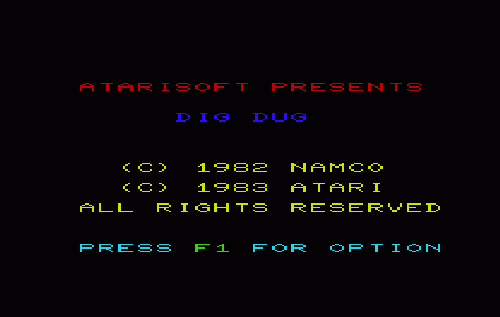 ATARISOFT PRESENTS
DIG DUG
(C) 1982 NAMCO
(C) 1983 ATARI
ALL RIGHTS RESERVED
PRESS F1 FOR OPTION